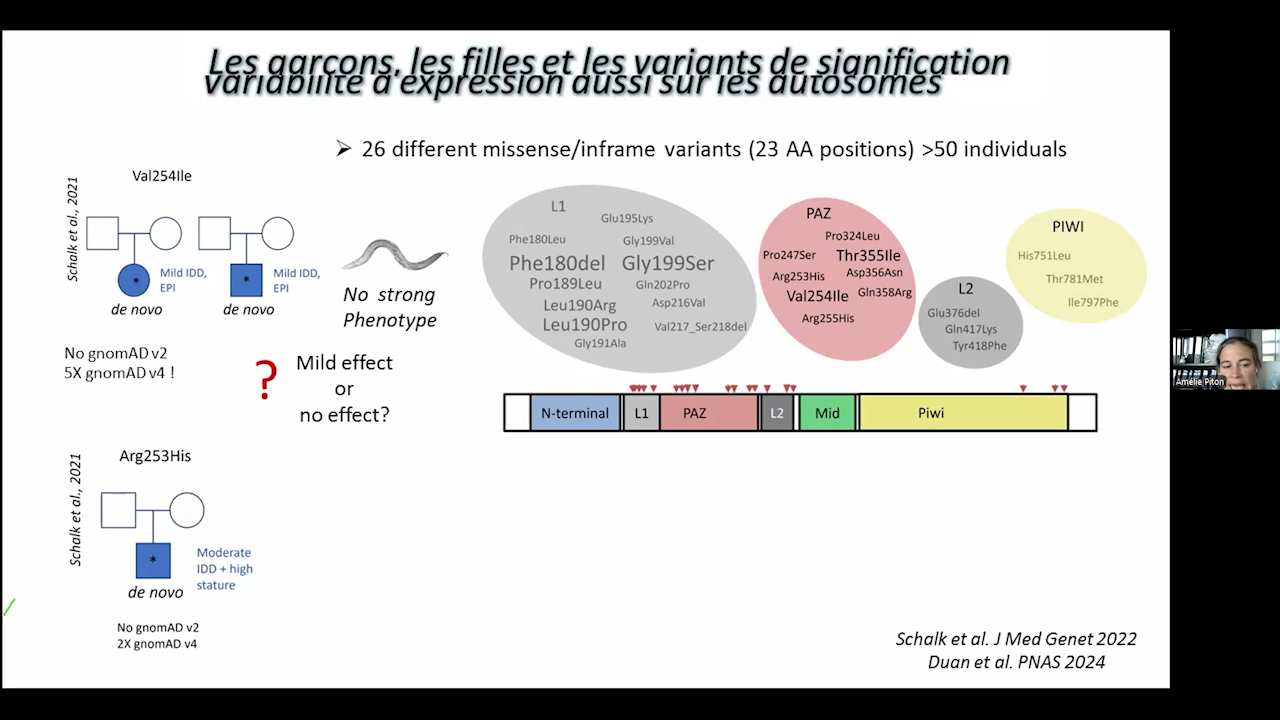 Les garçons, les filles et les variants de signification
variabilité d'expression aussi sur les autosomes
➢ 26 different missense/inframe variants (23 AA positions) >50 individuals
Schalk et al., 2021
Val254Ile
*
*
Mild IDD,
EPI
Mild IDD,
EPI
de novo
de novo
No gnomAD v2
5X gnomAD v4 !
No strong
Phenotype
?
Mild effect
or
no effect?
L1
Glu195Lys
Phe180Leu
Gly199Val
Phe180del
Gly199Ser
Pro189Leu
Gln202Pro
Leu190Arg
Asp216Val
Leu190Pro
Val217_Ser218del
Gly191Ala
PAZ
Pro324Leu
Pro247Ser
Thr355Ile
Arg253His
Asp356Asn
Val254Ile
Gln358Arg
Arg255His
L2
Glu376del
Gln417Lys
Tyr418Phe
PIWI
His751Leu
Thr781Met
Ile797Phe
N-terminal
L1
PAZ
L2
Mid
Piwi
Amélie Piton
Schalk et al., 2021
Arg253His
*
Moderate
IDD + high
stature
de novo
No gnomAD v2
2X gnomAD v4
Schalk et al. J Med Genet 2022
Duan et al. PNAS 2024